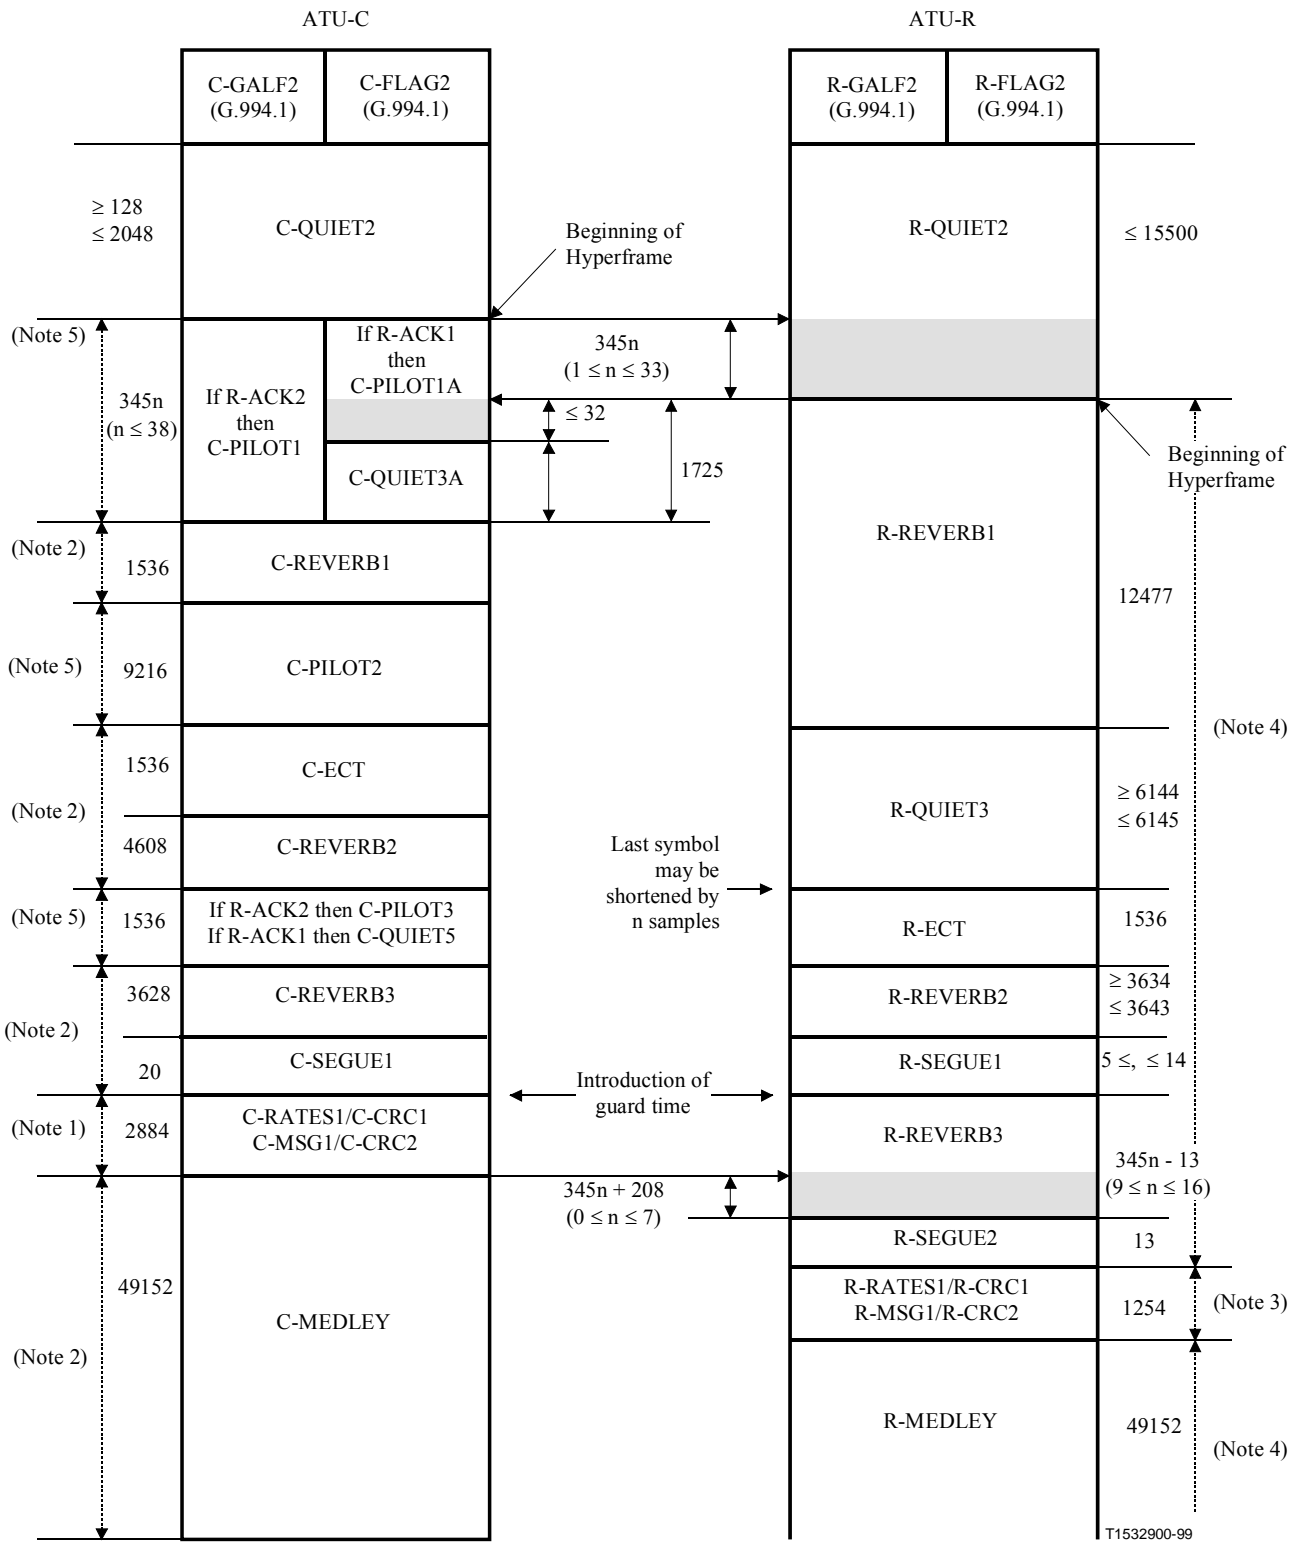 ATU-C
ATU-R
C-GALF2
(G.994.1)
C-FLAG2
(G.994.1)
R-GALF2
(G.994.1)
R-FLAG2
(G.994.1)
≥ 128
≤ 2048
C-QUIET2
Beginning of
Hyperframe
R-QUIET2
≤ 15500
(Note 5)
345n
(n ≤ 38)
If R-ACK2
then
C-PILOT1
If R-ACK1
then
C-PILOT1A
345n
(1 ≤ n ≤ 33)
≤ 32
C-QUIET3A
1725
Beginning of
Hyperframe
(Note 2)
1536
C-REVERB1
R-REVERB1
12477
(Note 5)
9216
C-PILOT2
(Note 4)
1536
C-ECT
(Note 2)
4608
C-REVERB2
R-QUIET3
≥ 6144
≤ 6145
Last symbol
may be
shortened by
n samples
(Note 5)
1536
If R-ACK2 then C-PILOT3
If R-ACK1 then C-QUIET5
R-ECT
1536
3628
C-REVERB3
R-REVERB2
≥ 3634
≤ 3643
(Note 2)
20
C-SEGUE1
R-SEGUE1
5 ≤, ≤ 14
Introduction of
guard time
(Note 1)
2884
C-RATES1/C-CRC1
C-MSG1/C-CRC2
R-REVERB3
345n - 13
(9 ≤ n ≤ 16)
345n + 208
(0 ≤ n ≤ 7)
R-SEGUE2
13
49152
C-MEDLEY
(Note 2)
R-RATES1/R-CRC1
R-MSG1/R-CRC2
1254
(Note 3)
R-MEDLEY
49152
(Note 4)
T1532900-99